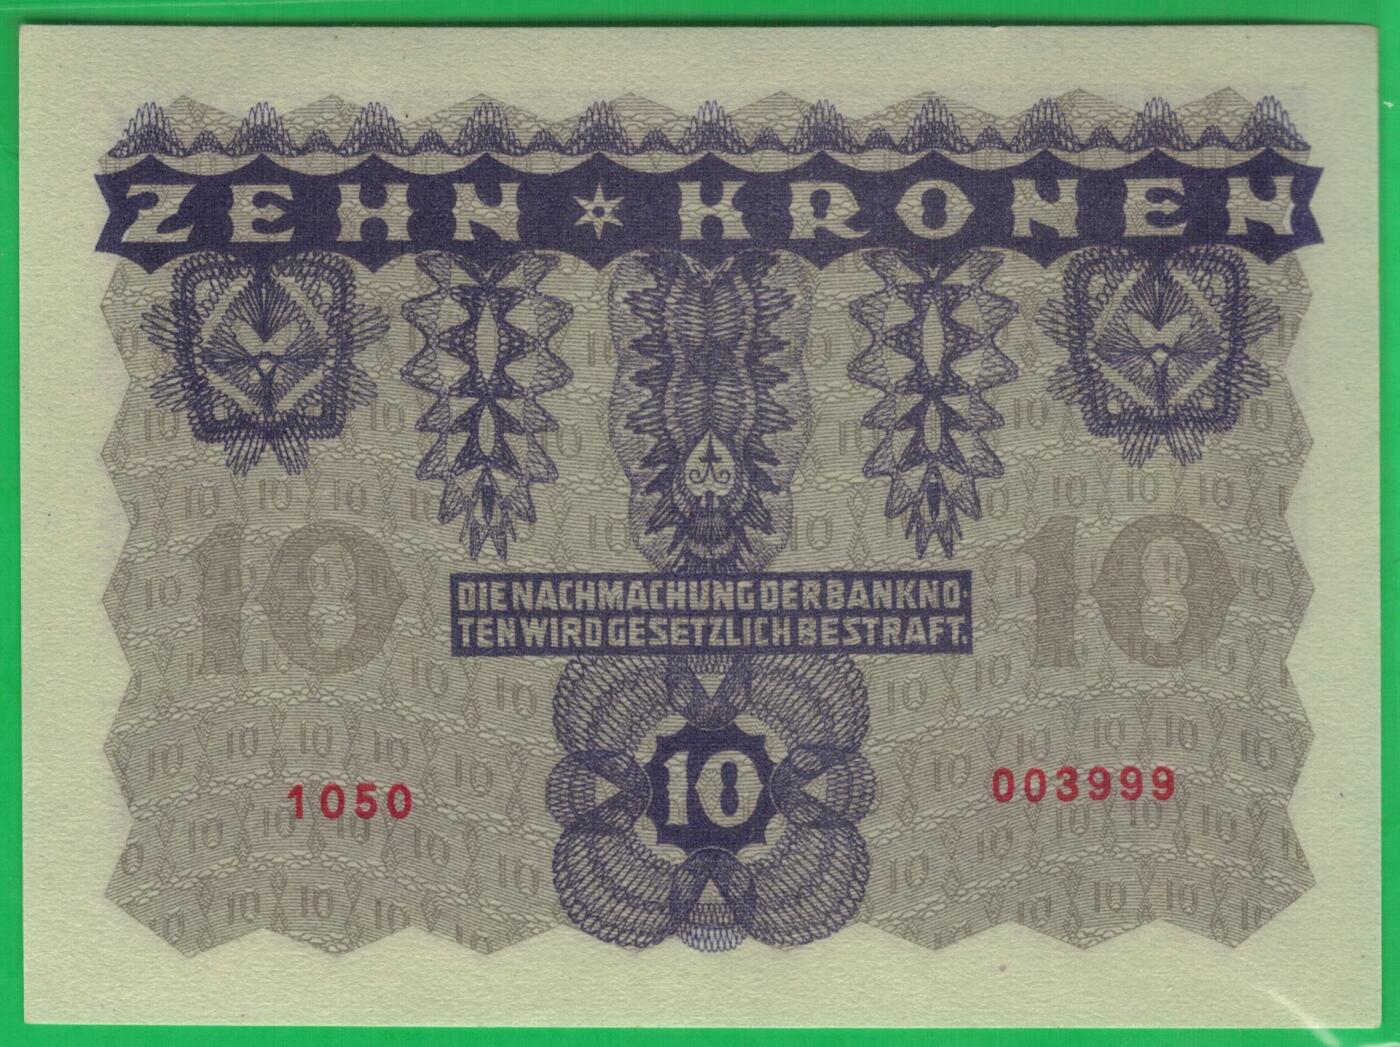 ZEHN ✶ KRONEN
10 10
DIE NACHMACHUNG DER BANKNO-
TEN WIRD GESETZLICH BESTRAFT.
10
1050 003999